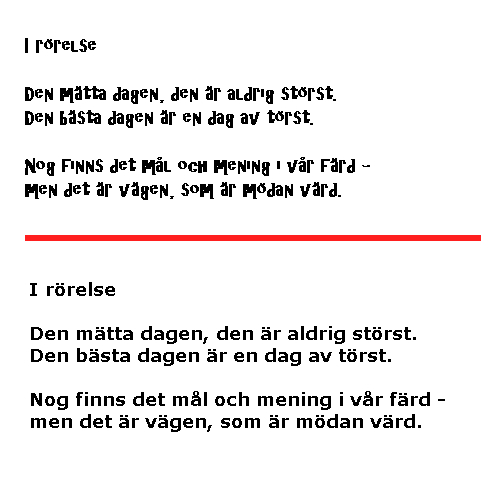 I rörelse
Den mätta dagen, den är aldrig störst.
Den bästa dagen är en dag av törst.
Nog finns det mål och mening i vår färd -
Men det är vägen, som är mödan värd.
I rörelse
Den mätta dagen, den är aldrig störst.
Den bästa dagen är en dag av törst.
Nog finns det mål och mening i vår färd -
men det är vägen, som är mödan värd.